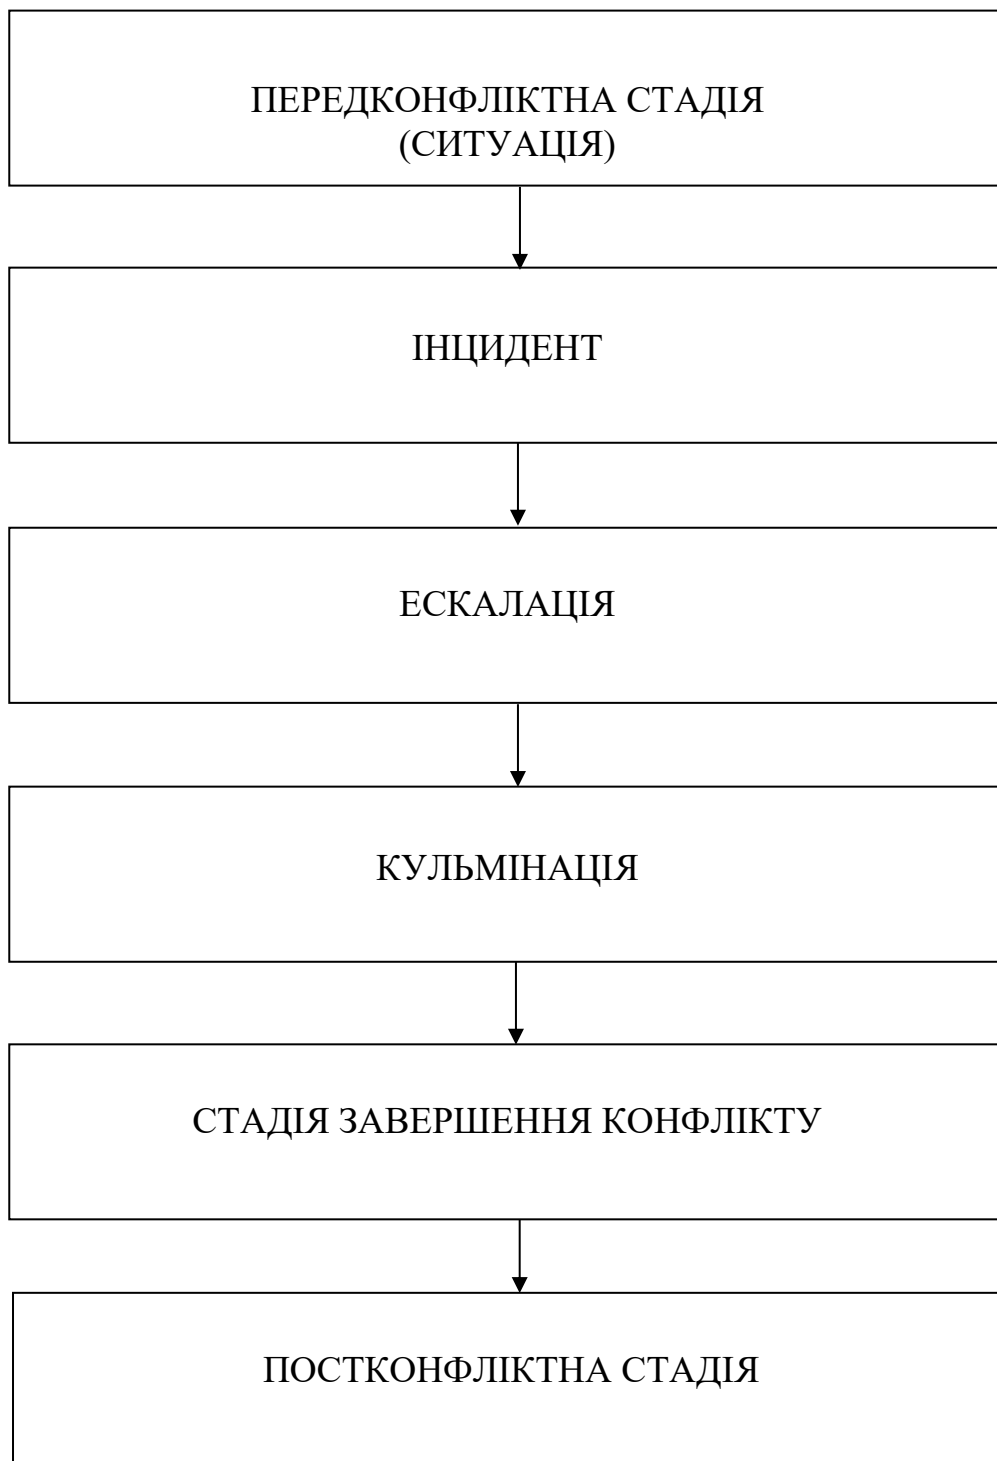 ПЕРЕДКОНФЛІКТНА СТАДІЯ
(СИТУАЦІЯ)
ІНЦИДЕНТ
ЕСКАЛАЦІЯ
КУЛЬМІНАЦІЯ
СТАДІЯ ЗАВЕРШЕННЯ КОНФЛІКТУ
ПОСТКОНФЛІКТНА СТАДІЯ